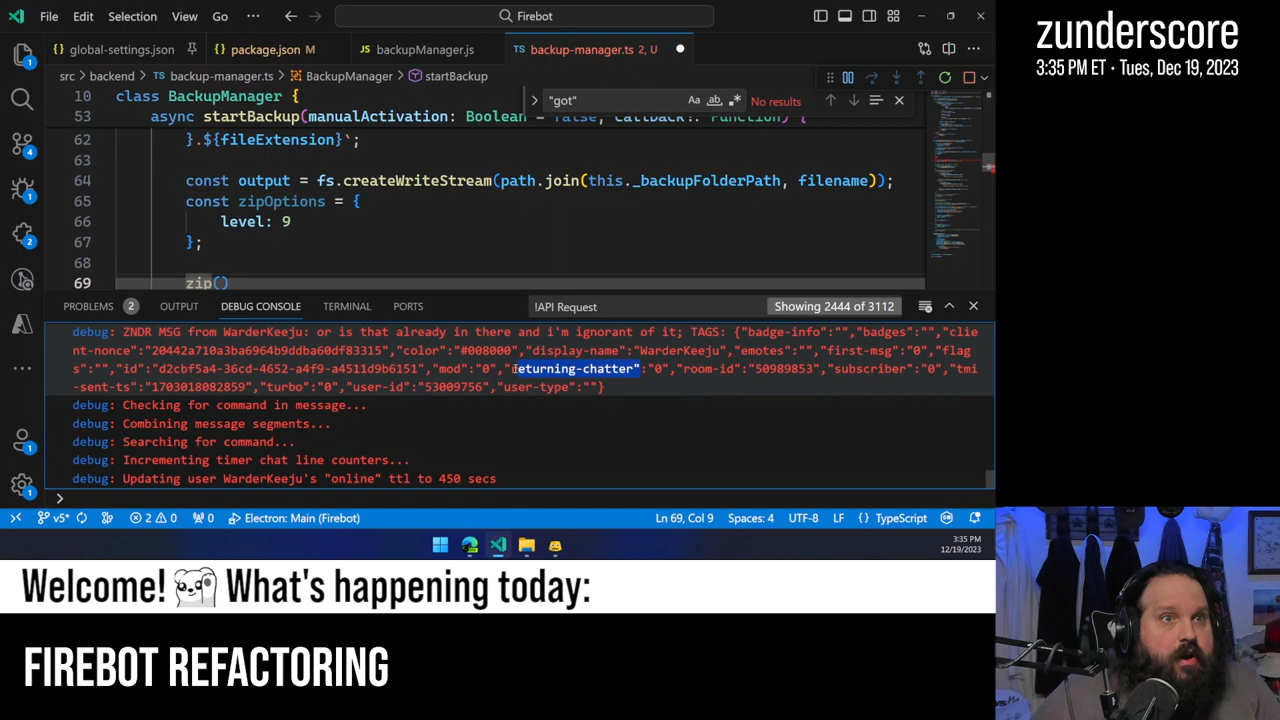 File Edit Selection View Go ··· Firebot
zunderscore
3:35 PM ET • Tues, Dec 19, 2023
global-settings.json package.json M JS backupManager.js TS backup-manager.ts 2, U
src > backend > TS backup-manager.ts > BackupManager > startBackup
10 class BackupManager {
"got" Aa ab No results
53 async startBackup(manualActivation: Boolean = false, callback?: Function) {
62 }.${fileExtension}`;
63
64 const output = fs.createWriteStream(path.join(this._backupFolderPath, filename));
65 const zipOptions = {
66 level: 9
67 };
68
69 zip()
PROBLEMS 2 OUTPUT DEBUG CONSOLE TERMINAL PORTS !API Request Showing 2444 of 3112
debug: ZNDR MSG from WarderKeeju: or is that already in there and i'm ignorant of it; TAGS: {"badge-info":"","badges":"","clie
nt-nonce":"20442a710a3ba6964b9ddba60df83315","color":"#008000","display-name":"WarderKeeju","emotes":"","first-msg":"0","flag
s":"","id":"d2cbf5a4-36cd-4652-a4f9-a4511d9b6151","mod":"0","returning-chatter":"0","room-id":"50989853","subscriber":"0","tmi
-sent-ts":"1703018082859","turbo":"0","user-id":"53009756","user-type":""}
debug: Checking for command in message...
debug: Combining message segments...
debug: Searching for command...
debug: Incrementing timer chat line counters...
debug: Updating user WarderKeeju's "online" ttl to 450 secs
>
v5* 2 0 0 Electron: Main (Firebot) Ln 69, Col 9 Spaces: 4 UTF-8 LF {} TypeScript
3:35 PM
12/19/2023
Welcome! What's happening today:
FIREBOT REFACTORING